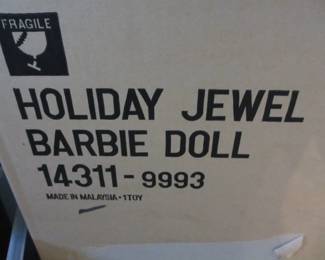 FRAGILE
HOLIDAY JEWEL
BARBIE DOLL
14311-9993
MADE IN MALAYSIA•1TOY